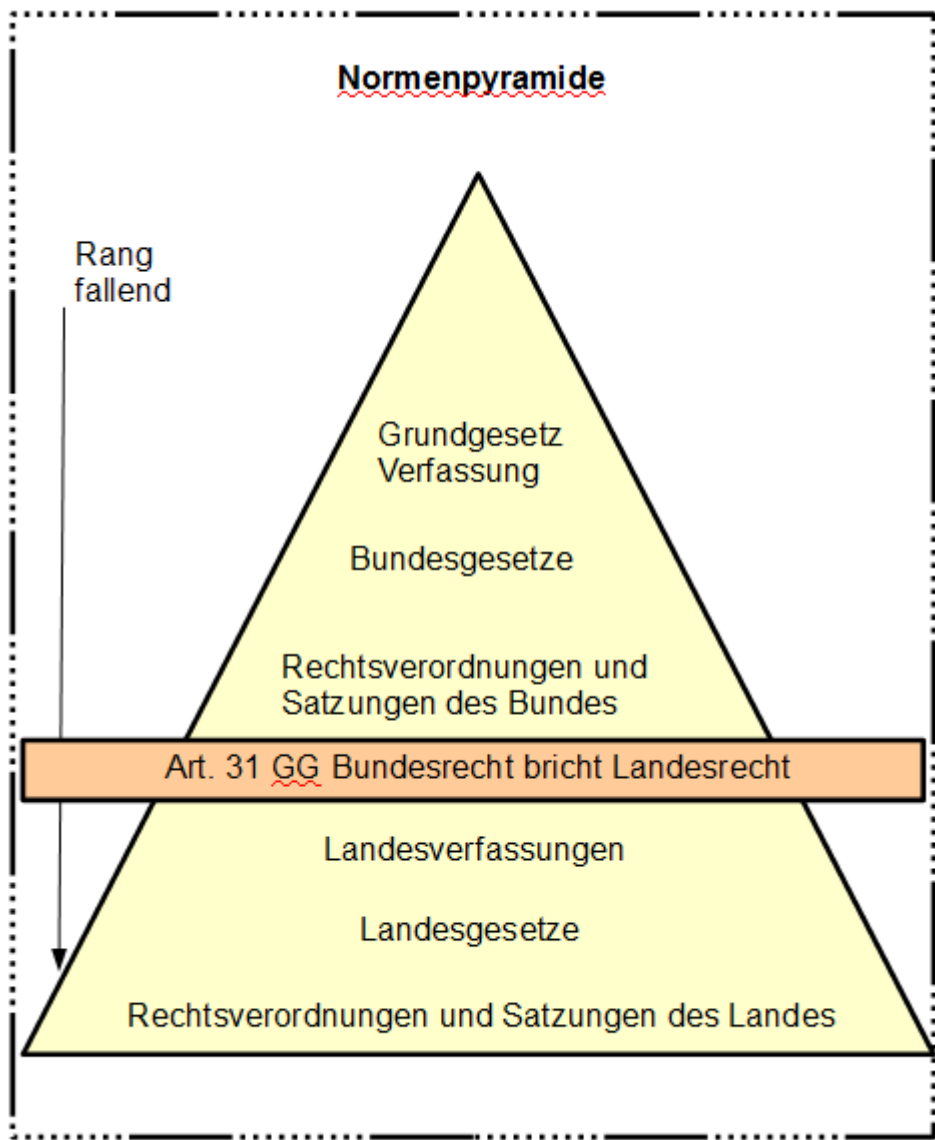 Normenpyramide
Rang
fallend
Grundgesetz
Verfassung
Bundesgesetze
Rechtsverordnungen und
Satzungen des Bundes
Art. 31 GG Bundesrecht bricht Landesrecht
Landesverfassungen
Landesgesetze
Rechtsverordnungen und Satzungen des Landes